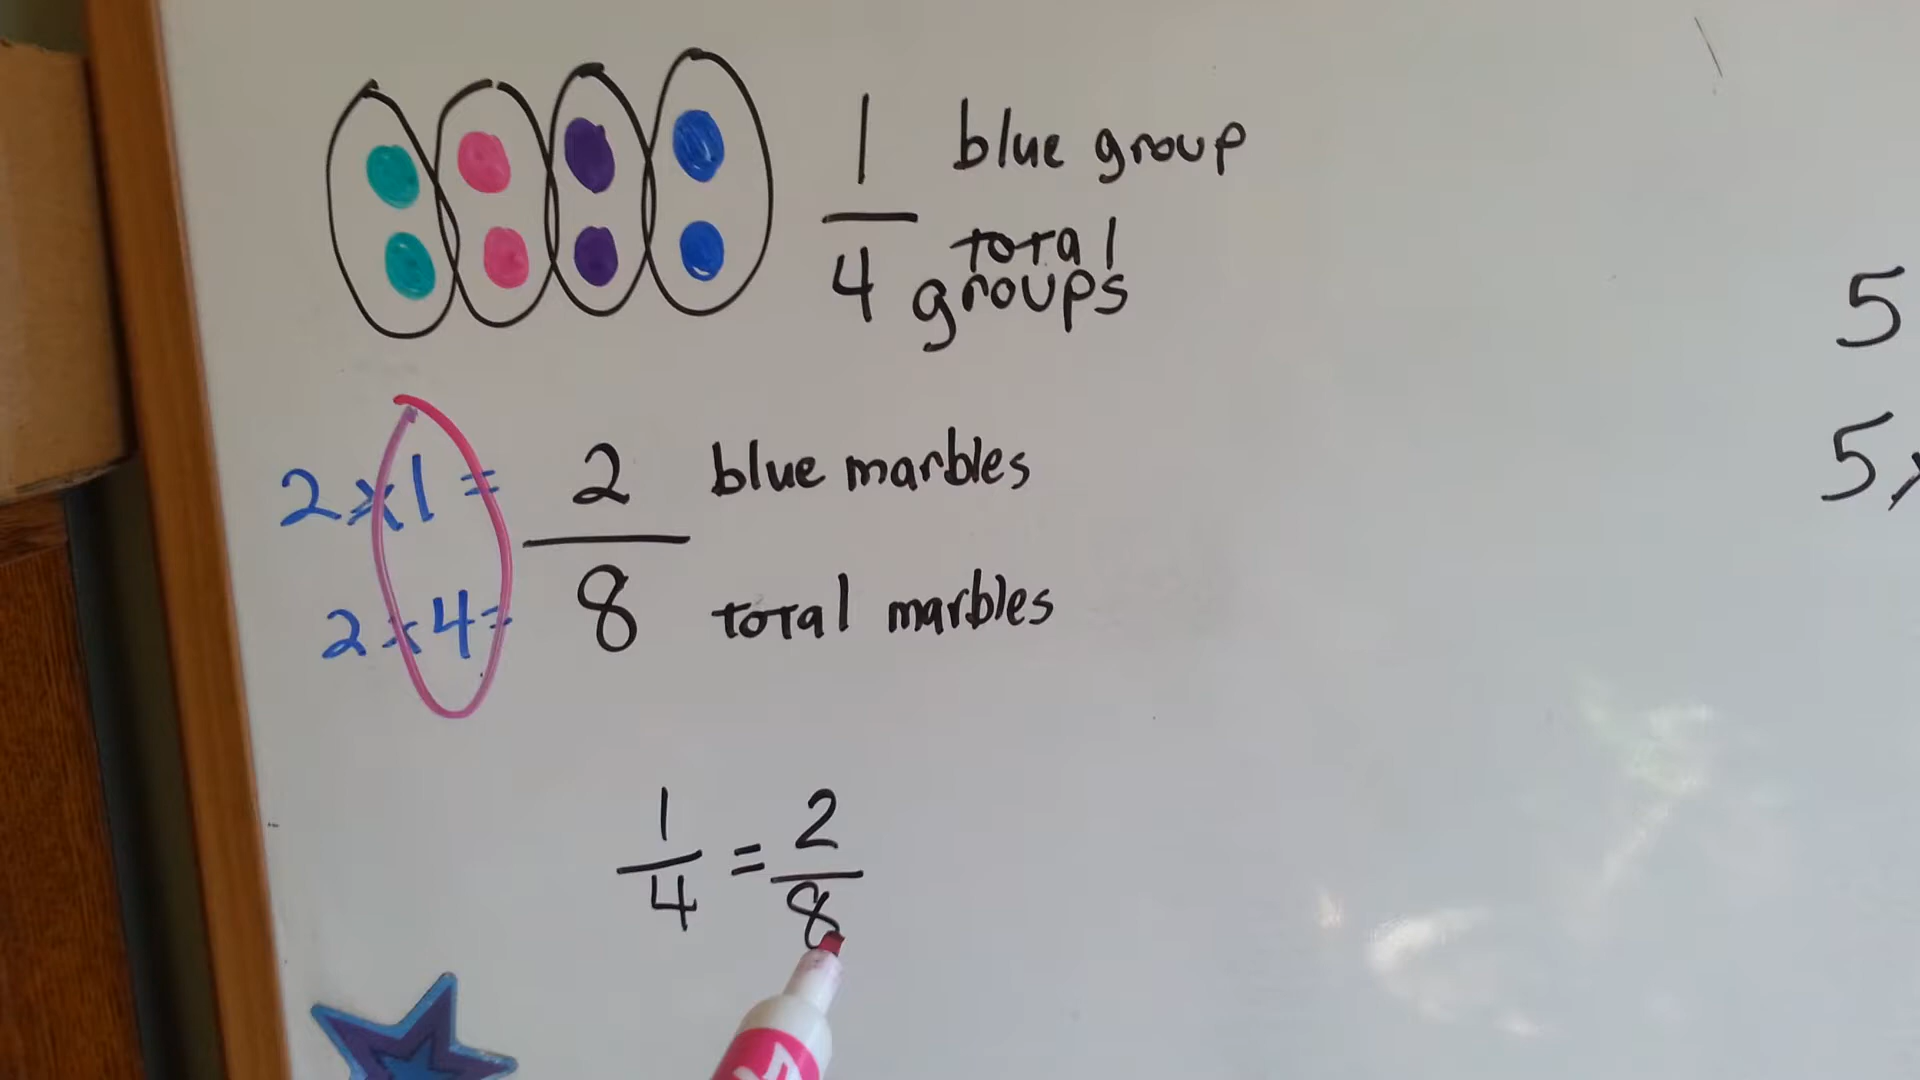 1 blue group
4 total groups
2x1= 2 blue marbles
2x4= 8 total marbles
1/4 = 2/8
5
5x